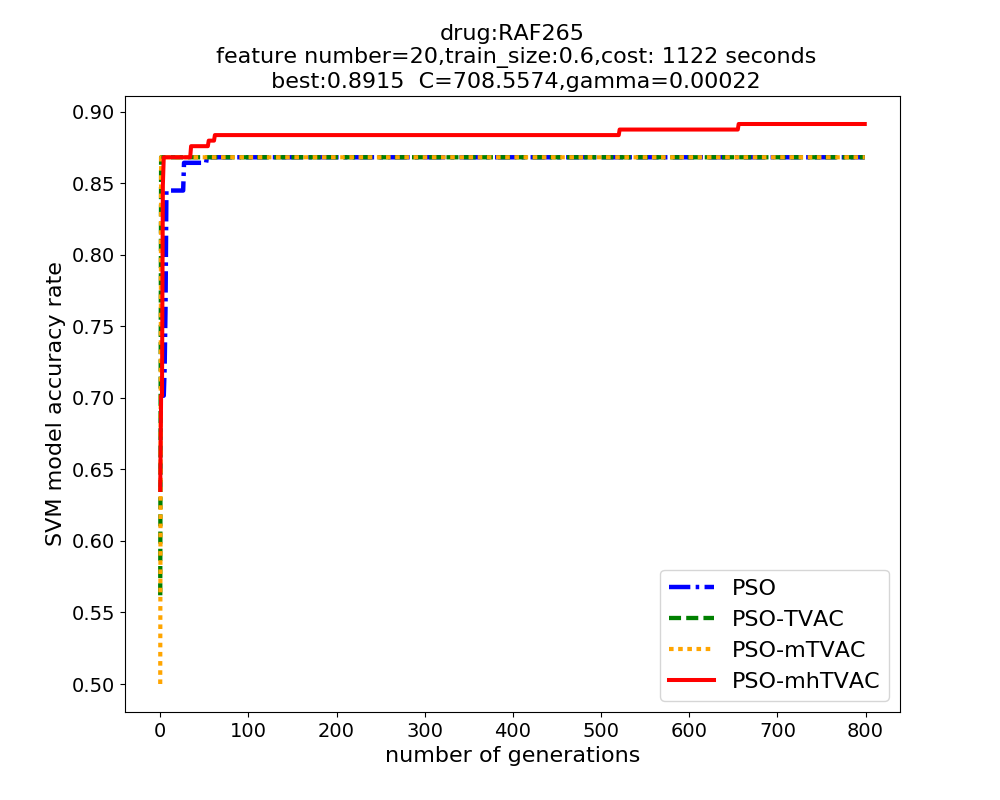 drug:RAF265
feature number=20,train_size:0.6,cost: 1122 seconds
best:0.8915  C=708.5574,gamma=0.00022
0.90
0.85
0.80
0.75
0.70
0.65
0.60
0.55
0.50
SVM model accuracy rate
PSO
PSO-TVAC
PSO-mTVAC
PSO-mhTVAC
0 100 200 300 400 500 600 700 800
number of generations